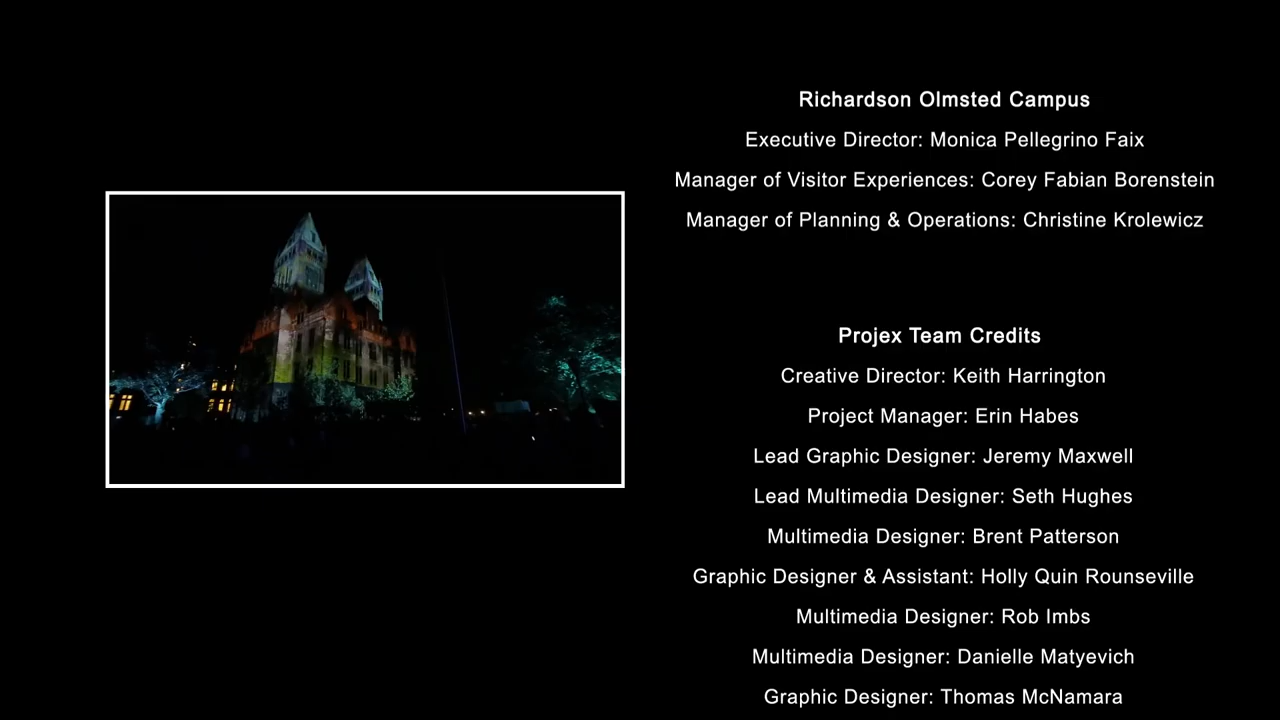 Richardson Olmsted Campus
Executive Director: Monica Pellegrino Faix
Manager of Visitor Experiences: Corey Fabian Borenstein
Manager of Planning & Operations: Christine Krolewicz
Projex Team Credits
Creative Director: Keith Harrington
Project Manager: Erin Habes
Lead Graphic Designer: Jeremy Maxwell
Lead Multimedia Designer: Seth Hughes
Multimedia Designer: Brent Patterson
Graphic Designer & Assistant: Holly Quin Rounseville
Multimedia Designer: Rob Imbs
Multimedia Designer: Danielle Matyevich
Graphic Designer: Thomas McNamara